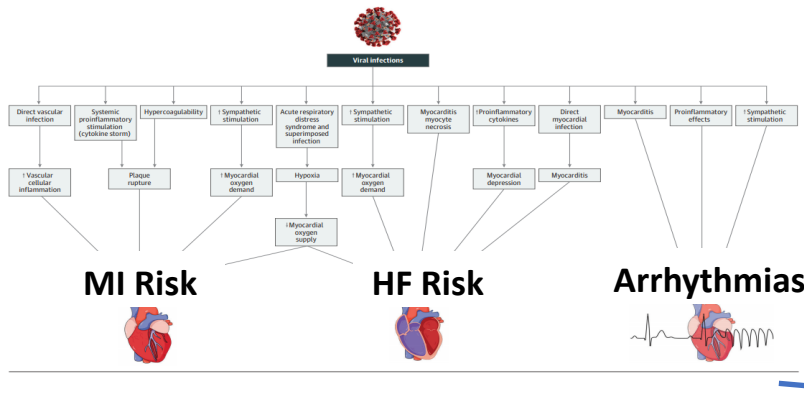 Viral infections
Direct vascular
infection
Systemic
proinflammatory
stimulation
(cytokine storm)
Hypercoagulability
↑Sympathetic
stimulation
Acute respiratory
distress
syndrome and
superimposed
infection
↑Sympathetic
stimulation
Myocarditis
myocyte
necrosis
↑Proinflammatory
cytokines
Direct
myocardial
infection
Myocarditis
Proinflammatory
effects
↑Sympathetic
stimulation
↑Vascular
cellular
inflammation
Plaque
rupture
↑Myocardial
oxygen
demand
Hypoxia
↑Myocardial
oxygen demand
Myocardial
depression
Myocarditis
↓Myocardial
oxygen
supply
MI Risk
HF Risk
Arrhythmias